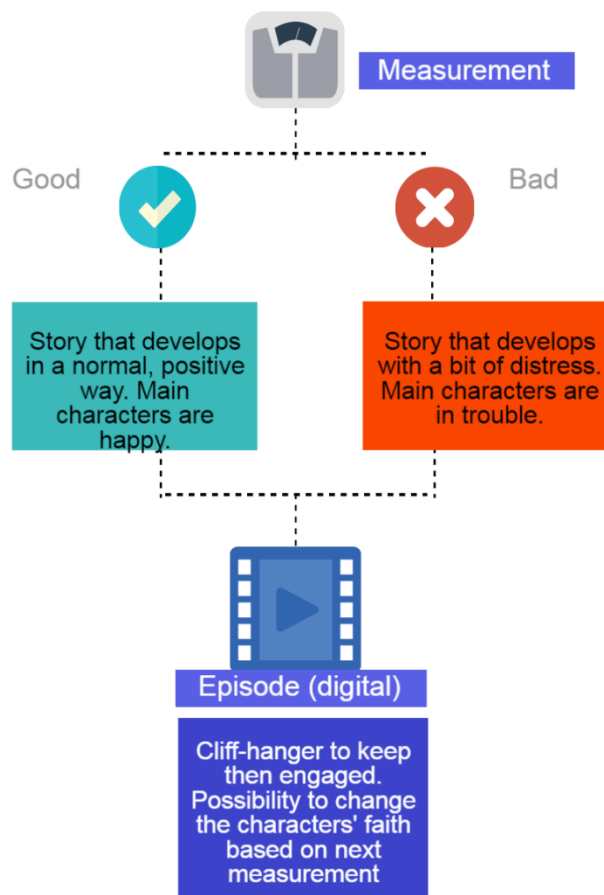 Measurement
Good
Bad
Story that develops
in a normal, positive
way. Main
characters are
happy.
Story that develops
with a bit of distress.
Main characters are
in trouble.
Episode (digital)
Cliff-hanger to keep
then engaged.
Possibility to change
the characters' faith
based on next
measurement